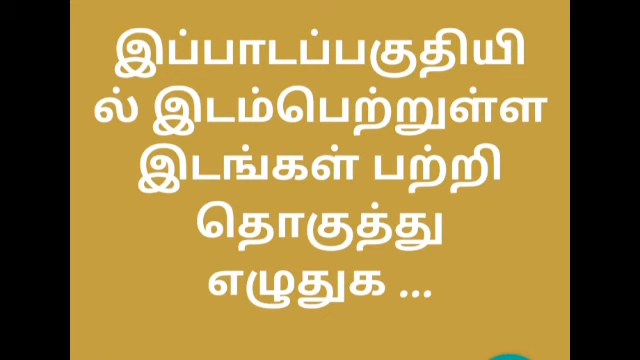 இப்பாடப்பகுதியி
ல் இடம்பெற்றுள்ள
இடங்கள் பற்றி
தொகுத்து
எழுதுக ...